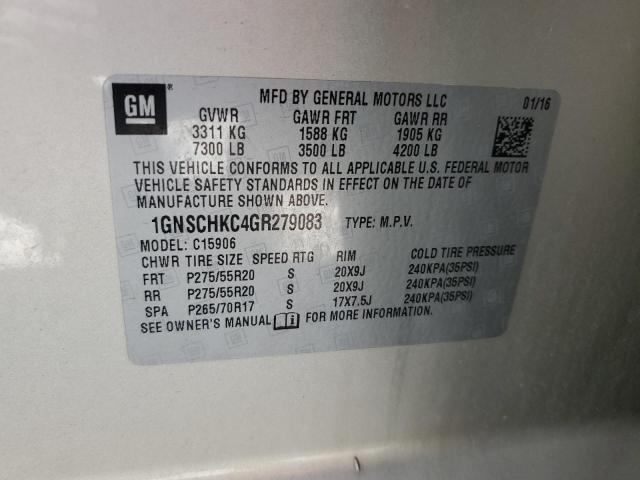 GM
MFD BY GENERAL MOTORS LLC 01/16
GVWR GAWR FRT GAWR RR
3311 KG 1588 KG 1905 KG
7300 LB 3500 LB 4200 LB
THIS VEHICLE CONFORMS TO ALL APPLICABLE U.S. FEDERAL MOTOR
VEHICLE SAFETY STANDARDS IN EFFECT ON THE DATE OF
MANUFACTURE SHOWN ABOVE.
1GNSCHKC4GR279083 TYPE: M.P.V.
MODEL: C15906
CHWR TIRE SIZE SPEED RTG RIM COLD TIRE PRESSURE
FRT P275/55R20 S 20X9J 240KPA(35PSI)
RR P275/55R20 S 20X9J 240KPA(35PSI)
SPA P265/70R17 S 17X7.5J 240KPA(35PSI)
SEE OWNER'S MANUAL FOR MORE INFORMATION.